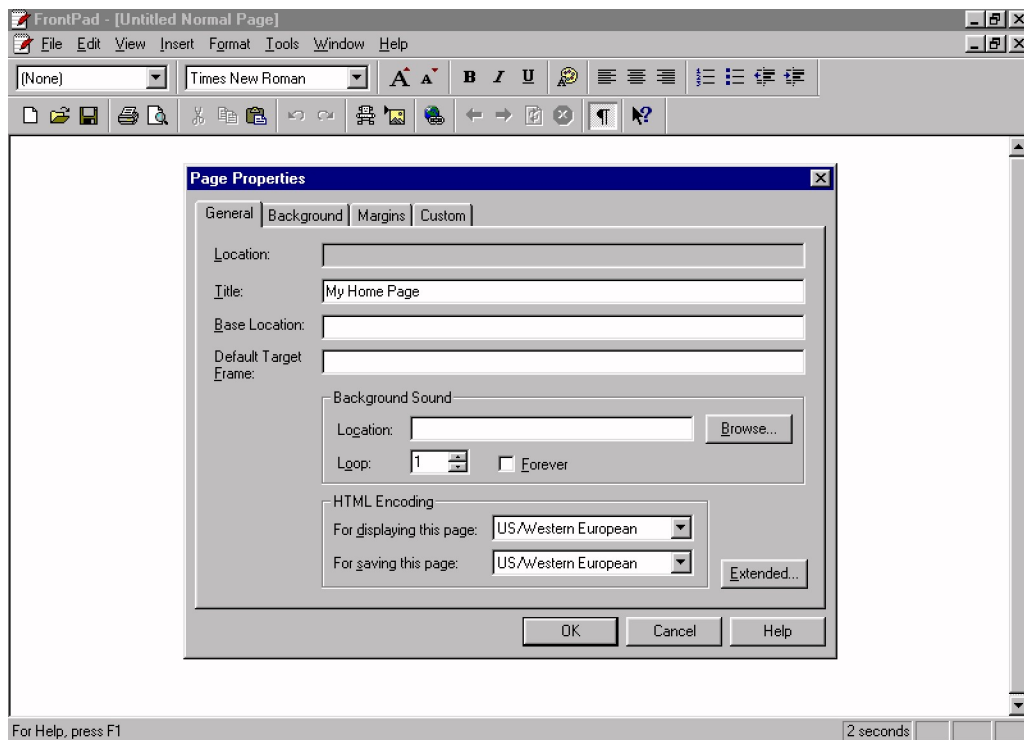 FrontPad - [Untitled Normal Page]
File Edit View Insert Format Tools Window Help
(None) Times New Roman A A B I U
Page Properties
General Background Margins Custom
Location:
Title: My Home Page
Base Location:
Default Target
Frame:
Background Sound
Location: Browse...
Loop: 1 Forever
HTML Encoding
For displaying this page: US/Western European
For saving this page: US/Western European
Extended...
OK Cancel Help
For Help, press F1 2 seconds